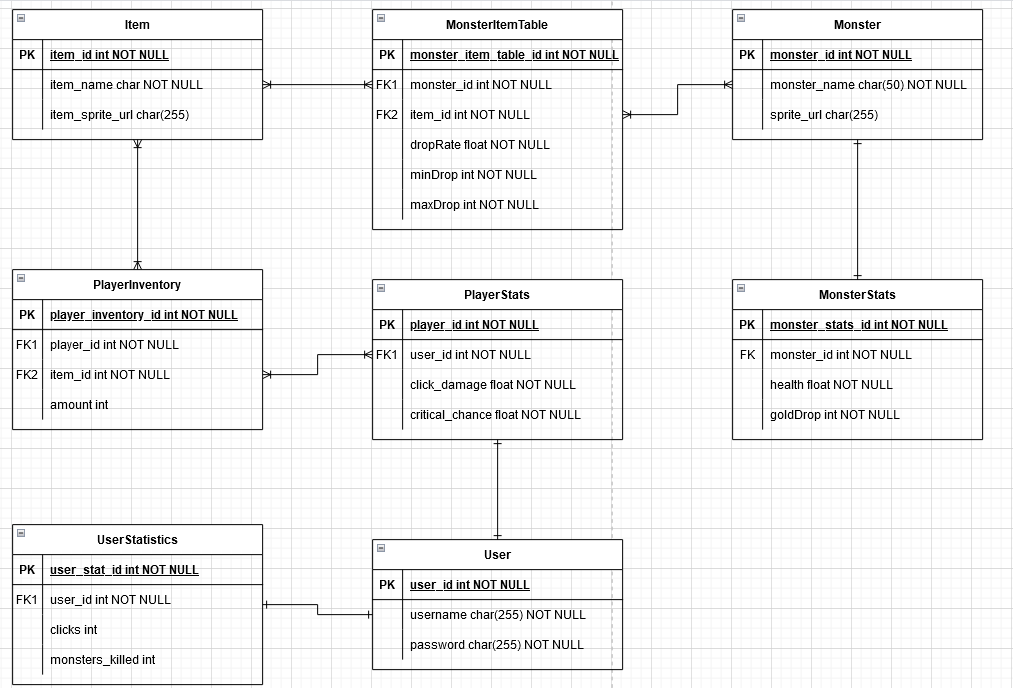 Item
PK item_id int NOT NULL
item_name char NOT NULL
item_sprite_url char(255)
MonsterItemTable
PK monster_item_table_id int NOT NULL
FK1 monster_id int NOT NULL
FK2 item_id int NOT NULL
dropRate float NOT NULL
minDrop int NOT NULL
maxDrop int NOT NULL
Monster
PK monster_id int NOT NULL
monster_name char(50) NOT NULL
sprite_url char(255)
PlayerInventory
PK player_inventory_id int NOT NULL
FK1 player_id int NOT NULL
FK2 item_id int NOT NULL
amount int
PlayerStats
PK player_id int NOT NULL
FK1 user_id int NOT NULL
click_damage float NOT NULL
critical_chance float NOT NULL
MonsterStats
PK monster_stats_id int NOT NULL
FK monster_id int NOT NULL
health float NOT NULL
goldDrop int NOT NULL
UserStatistics
PK user_stat_id int NOT NULL
FK1 user_id int NOT NULL
clicks int
monsters_killed int
User
PK user_id int NOT NULL
username char(255) NOT NULL
password char(255) NOT NULL